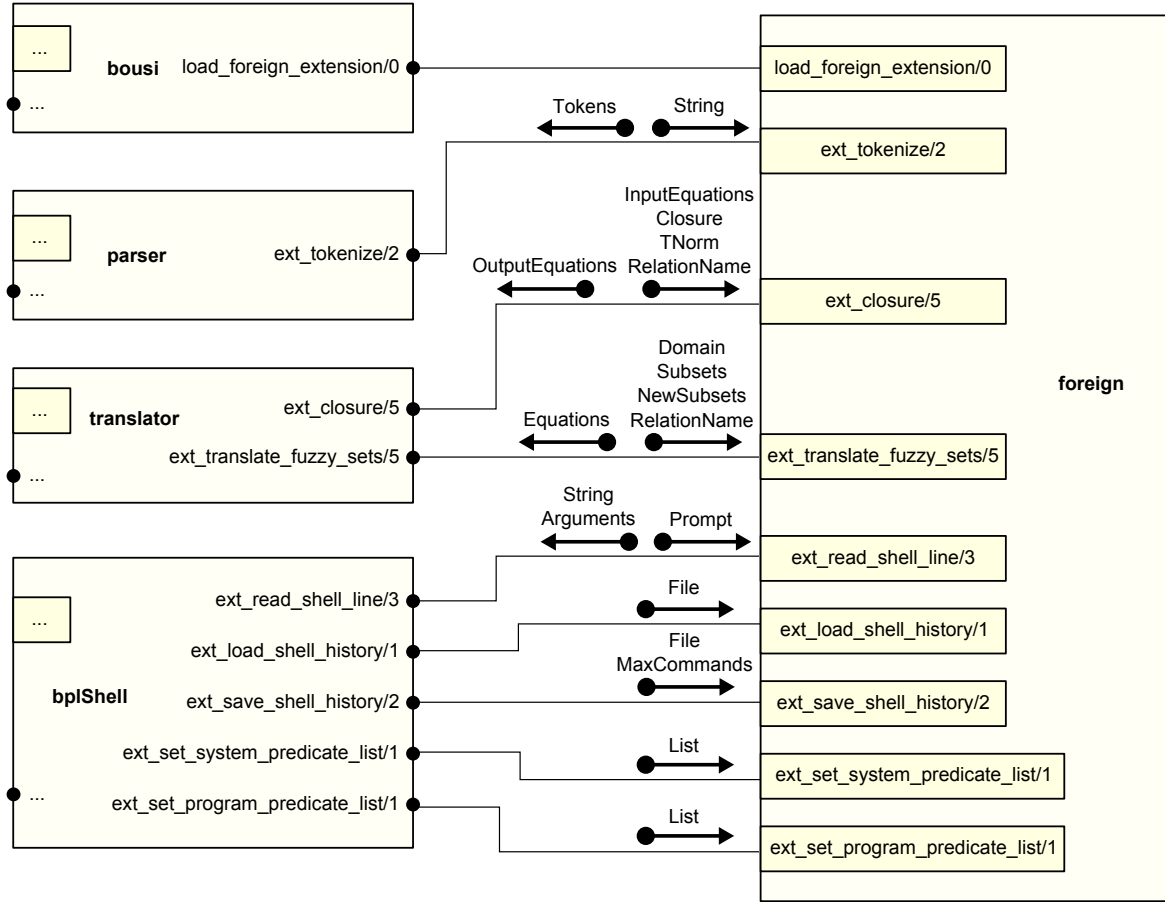 ...
bousi
load_foreign_extension/0
...
load_foreign_extension/0
Tokens
String
ext_tokenize/2
...
parser
ext_tokenize/2
...
InputEquations
Closure
TNorm
RelationName
OutputEquations
ext_closure/5
foreign
...
translator
ext_closure/5
ext_translate_fuzzy_sets/5
...
Domain
Subsets
NewSubsets
RelationName
Equations
ext_translate_fuzzy_sets/5
String
Arguments
Prompt
ext_read_shell_line/3
...
bplShell
ext_read_shell_line/3
ext_load_shell_history/1
ext_save_shell_history/2
ext_set_system_predicate_list/1
ext_set_program_predicate_list/1
...
File
ext_load_shell_history/1
File
MaxCommands
ext_save_shell_history/2
List
ext_set_system_predicate_list/1
List
ext_set_program_predicate_list/1